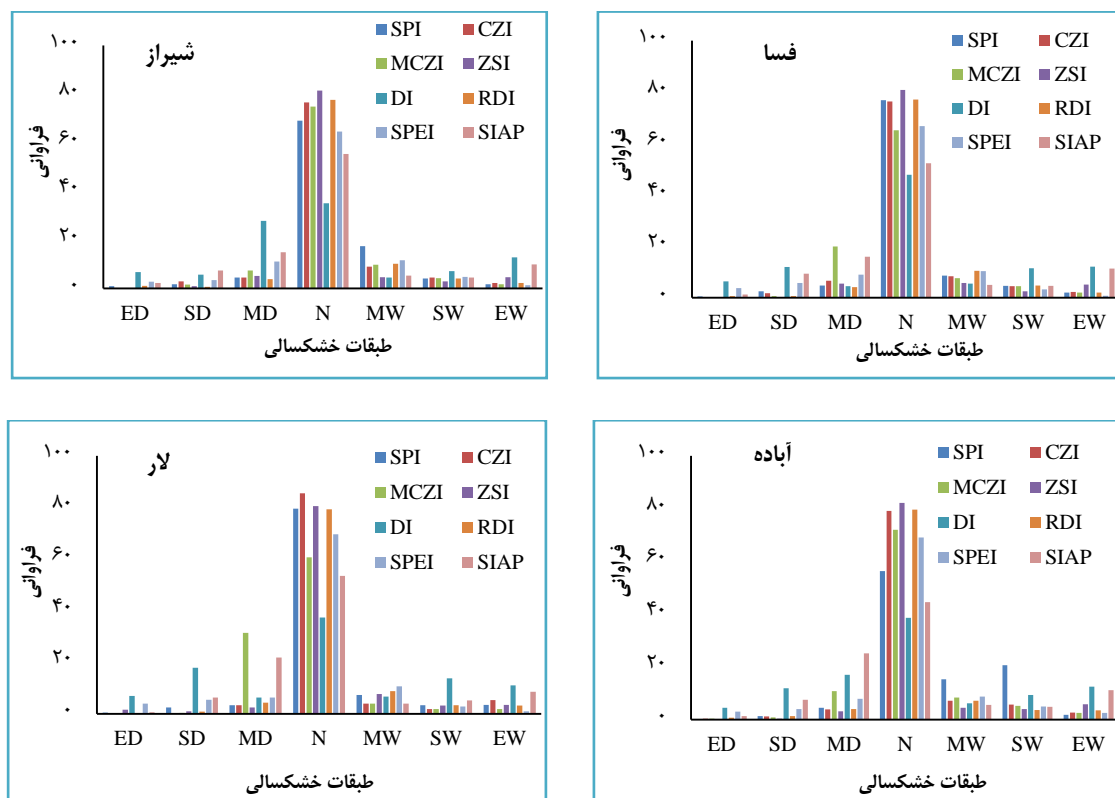 شیراز
SPI CZI
MCZI ZSI
DI RDI
SPEI SIAP
فراوانی
۱۰۰
۸۰
۶۰
۴۰
۲۰
۰
ED SD MD N MW SW EW
طبقات خشکسالی
فسا
SPI CZI
MCZI ZSI
DI RDI
SPEI SIAP
فراوانی
۱۰۰
۸۰
۶۰
۴۰
۲۰
۰
ED SD MD N MW SW EW
طبقات خشکسالی
لار
SPI CZI
MCZI ZSI
DI RDI
SPEI SIAP
فراوانی
۱۰۰
۸۰
۶۰
۴۰
۲۰
۰
ED SD MD N MW SW EW
طبقات خشکسالی
آباده
SPI CZI
MCZI ZSI
DI RDI
SPEI SIAP
فراوانی
۱۰۰
۸۰
۶۰
۴۰
۲۰
۰
ED SD MD N MW SW EW
طبقات خشکسالی